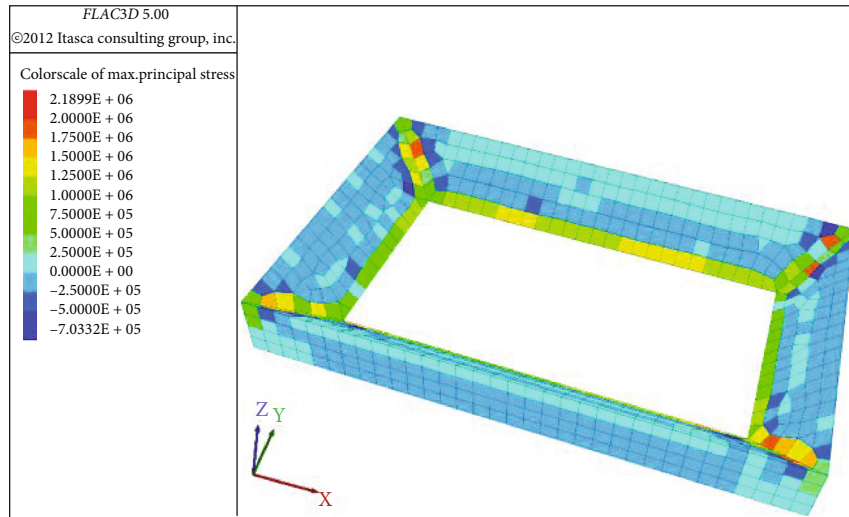 FLAC3D 5.00
©2012 Itasca consulting group, inc.
Colorscale of max.principal stress
2.1899E + 06
2.0000E + 06
1.7500E + 06
1.5000E + 06
1.2500E + 06
1.0000E + 06
7.5000E + 05
5.0000E + 05
2.5000E + 05
0.0000E + 00
–2.5000E + 05
–5.0000E + 05
–7.0332E + 05
Z
Y
X